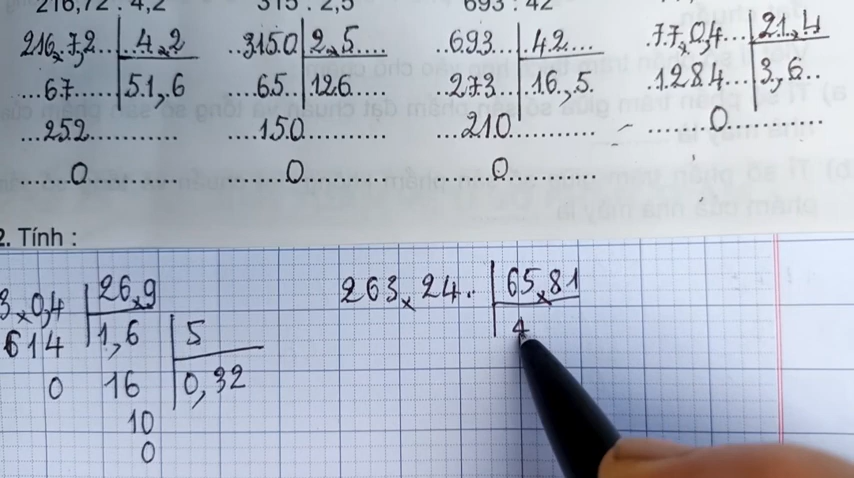 216,72 : 4,2 315 : 2,5 693 : 42
216,7,2 4,2 3150 2,5 693 42 77,0,4 21,4
67 51,6 65 126 273 16,5 1284 3,6
252 150 210 0
0 0 0
2. Tính :
3,0,4 26,9 263,24 65,81
614 1,6 5 4
0 16 0,32
10
0